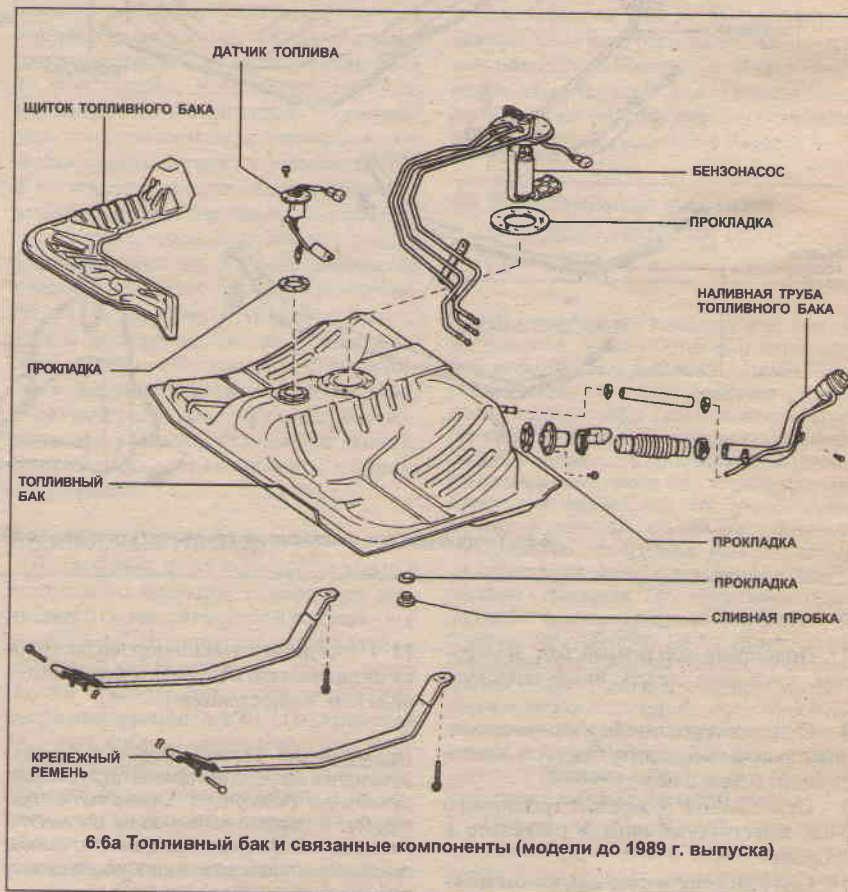 ДАТЧИК ТОПЛИВА
ЩИТОК ТОПЛИВНОГО БАКА
БЕНЗОНАСОС
ПРОКЛАДКА
НАЛИВНАЯ ТРУБА
ТОПЛИВНОГО БАКА
ПРОКЛАДКА
ТОПЛИВНЫЙ
БАК
ПРОКЛАДКА
ПРОКЛАДКА
СЛИВНАЯ ПРОБКА
КРЕПЕЖНЫЙ
РЕМЕНЬ
6.6а Топливный бак и связанные компоненты (модели до 1989 г. выпуска)